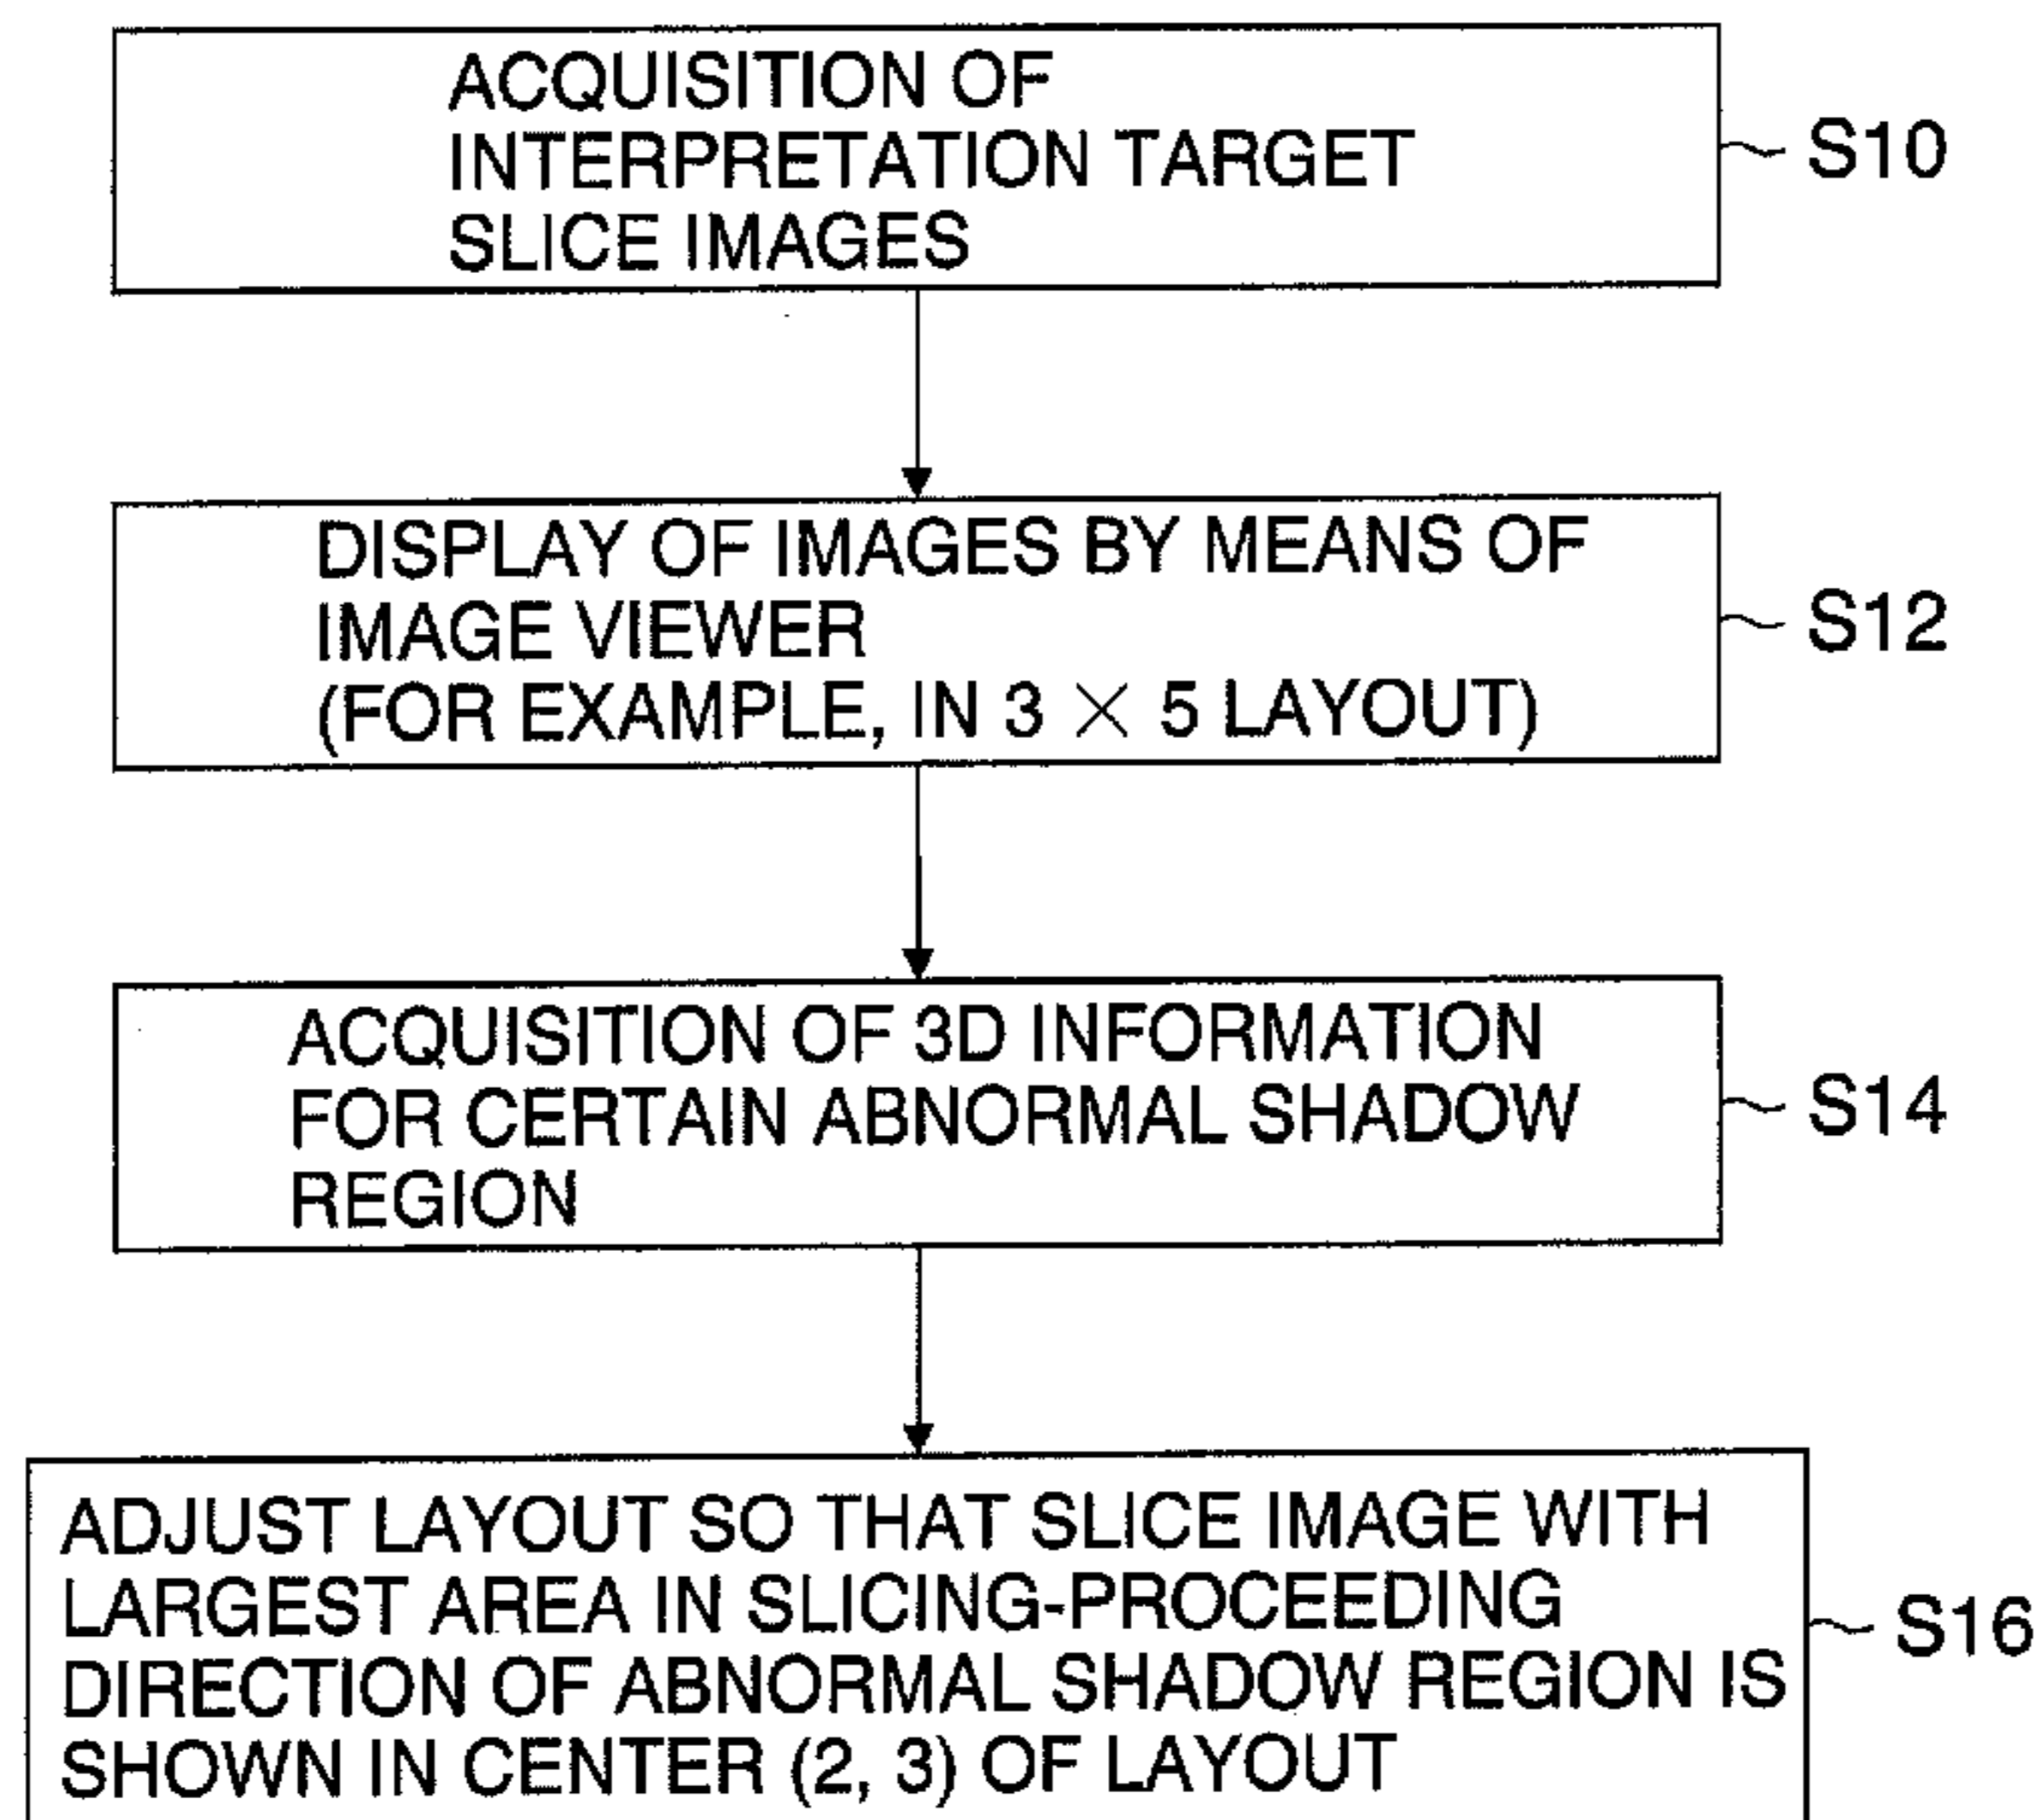 ACQUISITION OF
INTERPRETATION TARGET
SLICE IMAGES
S10
DISPLAY OF IMAGES BY MEANS OF
IMAGE VIEWER
(FOR EXAMPLE, IN 3 × 5 LAYOUT)
S12
ACQUISITION OF 3D INFORMATION
FOR CERTAIN ABNORMAL SHADOW
REGION
S14
ADJUST LAYOUT SO THAT SLICE IMAGE WITH
LARGEST AREA IN SLICING-PROCEEDING
DIRECTION OF ABNORMAL SHADOW REGION IS
SHOWN IN CENTER (2, 3) OF LAYOUT
S16